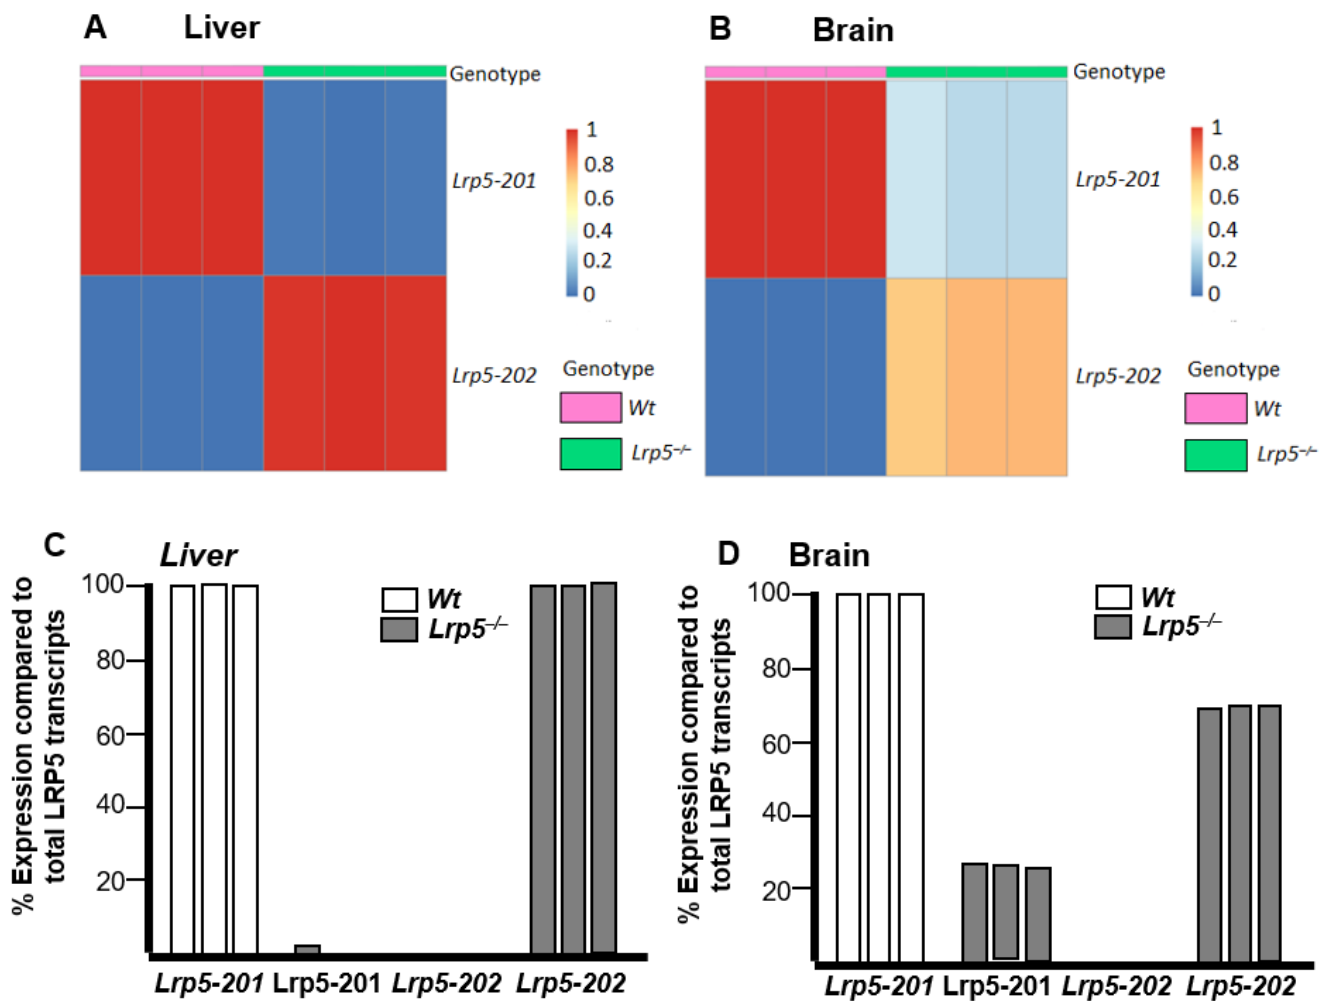 A Liver
Genotype
1
0.8
0.6
0.4
0.2
0
Lrp5-201
Lrp5-202
Genotype
Wt
Lrp5–/–
B Brain
Genotype
1
0.8
0.6
0.4
0.2
0
Lrp5-201
Lrp5-202
Genotype
Wt
Lrp5–/–
C Liver
% Expression compared to
total LRP5 transcripts
100
80
60
40
20
Wt
Lrp5–/–
Lrp5-201 Lrp5-201 Lrp5-202 Lrp5-202
D Brain
% Expression compared to
total LRP5 transcripts
100
80
60
40
20
Wt
Lrp5–/–
Lrp5-201 Lrp5-201 Lrp5-202 Lrp5-202